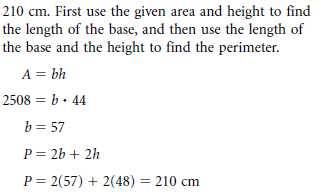 210 cm. First use the given area and height to find
the length of the base, and then use the length of
the base and the height to find the perimeter.
A = bh
2508 = b · 44
b = 57
P = 2b + 2h
P = 2(57) + 2(48) = 210 cm